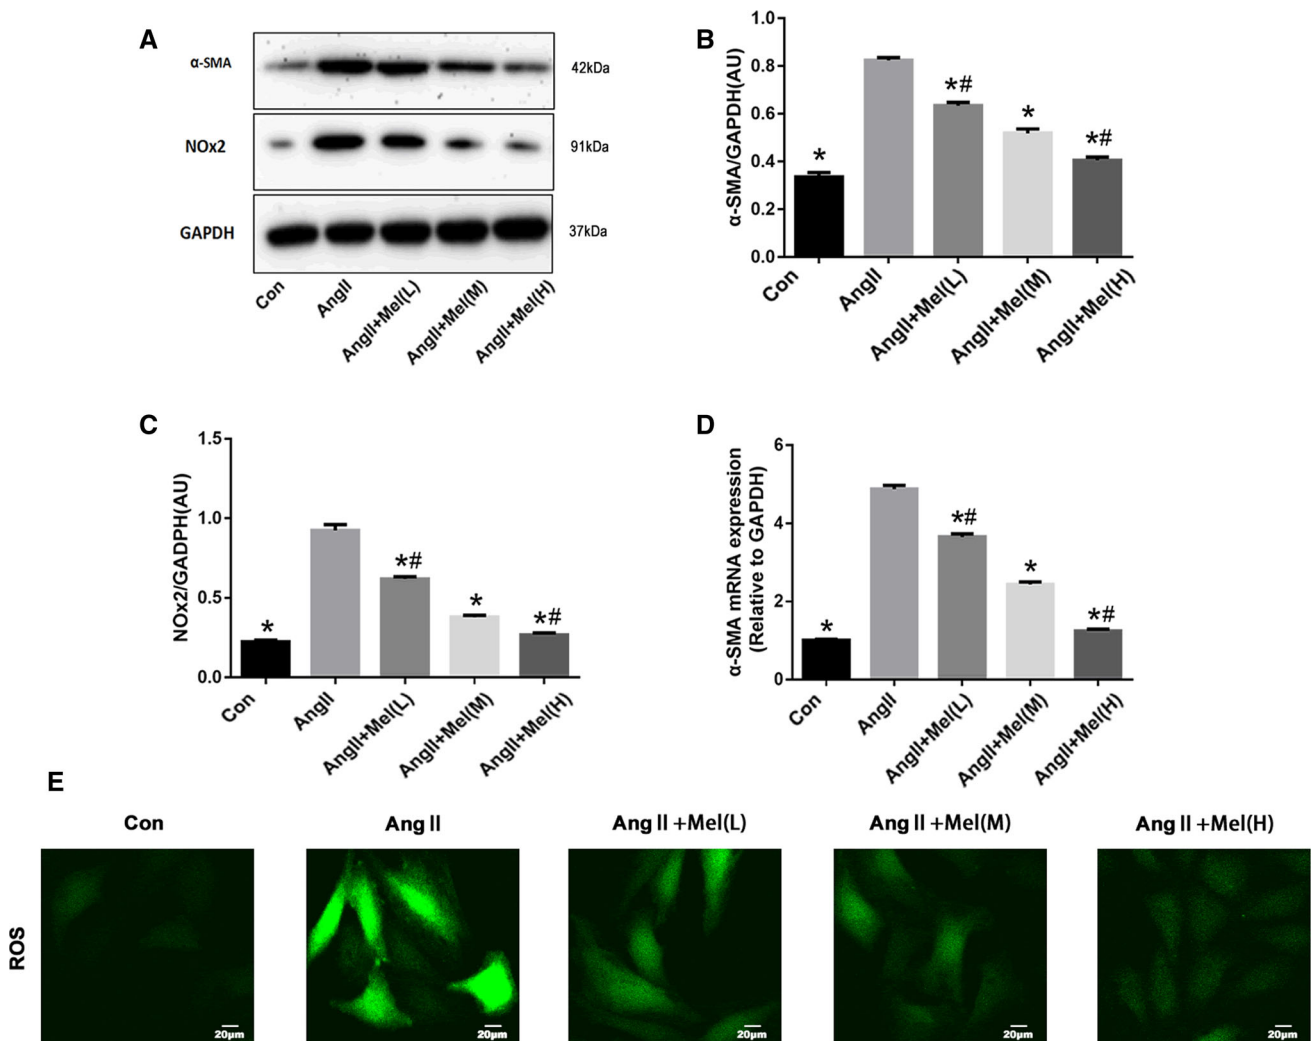 A
α-SMA
42kDa
NOx2
91kDa
GAPDH
37kDa
Con
AngII
AngII+Mel(L)
AngII+Mel(M)
AngII+Mel(H)
B
α-SMA/GAPDH(AU)
1.0
0.8
0.6
0.4
0.2
0.0
*
*#
*
*#
Con
AngII
AngII+Mel(L)
AngII+Mel(M)
AngII+Mel(H)
C
NOx2/GADPH(AU)
1.5
1.0
0.5
0.0
*
*#
*
*#
Con
AngII
AngII+Mel(L)
AngII+Mel(M)
AngII+Mel(H)
D
α-SMA mRNA expression
(Relative to GAPDH)
6
4
2
0
*
*#
*
*#
Con
AngII
AngII+Mel(L)
AngII+Mel(M)
AngII+Mel(H)
E
Con
Ang II
Ang II +Mel(L)
Ang II +Mel(M)
Ang II +Mel(H)
ROS
20μm
20μm
20μm
20μm
20μm